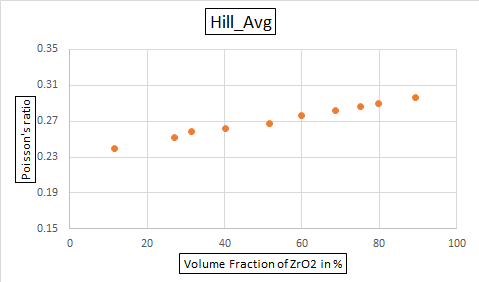 Hill_Avg
0.35
0.31
0.27
0.23
0.19
0.15
Poisson's ratio
0 20 40 60 80 100
Volume Fraction of ZrO2 in %